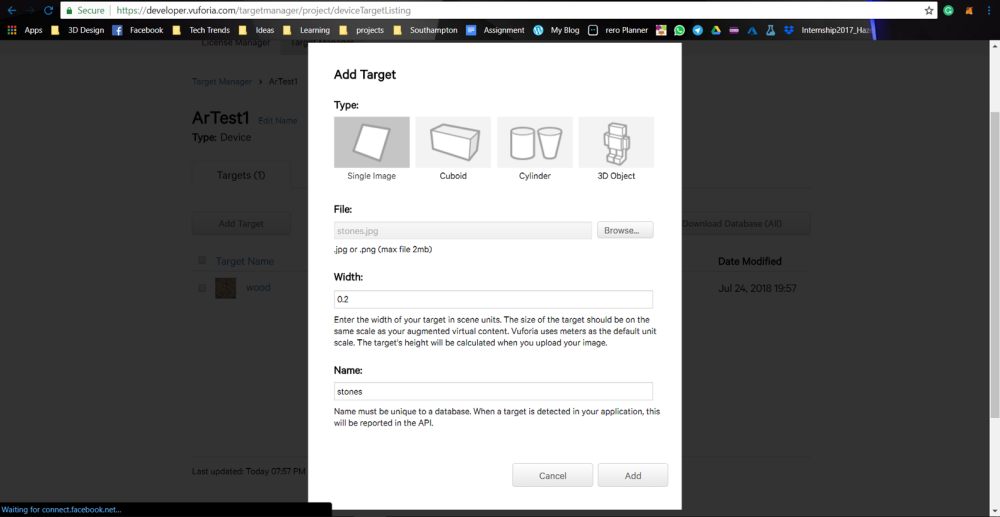 Secure https://developer.vuforia.com/targetmanager/project/deviceTargetListing
Apps 3D Design Facebook Tech Trends Ideas Learning projects Southampton Assignment My Blog rero Planner Internship2017_Ha
License Manager Target Manager
Target Manager > ArTest1
ArTest1 Edit Name
Type: Device
Targets (1)
Add Target
Download Database (All)
Target Name
Date Modified
wood
Jul 24, 2018 19:57
Last updated: Today 07:57 PM
Add Target
Type:
Single Image Cuboid Cylinder 3D Object
File:
stones.jpg Browse...
.jpg or .png (max file 2mb)
Width:
0.2
Enter the width of your target in scene units. The size of the target should be on the
same scale as your augmented virtual content. Vuforia uses meters as the default unit
scale. The target's height will be calculated when you upload your image.
Name:
stones
Name must be unique to a database. When a target is detected in your application, this
will be reported in the API.
Cancel Add
Waiting for connect.facebook.net...